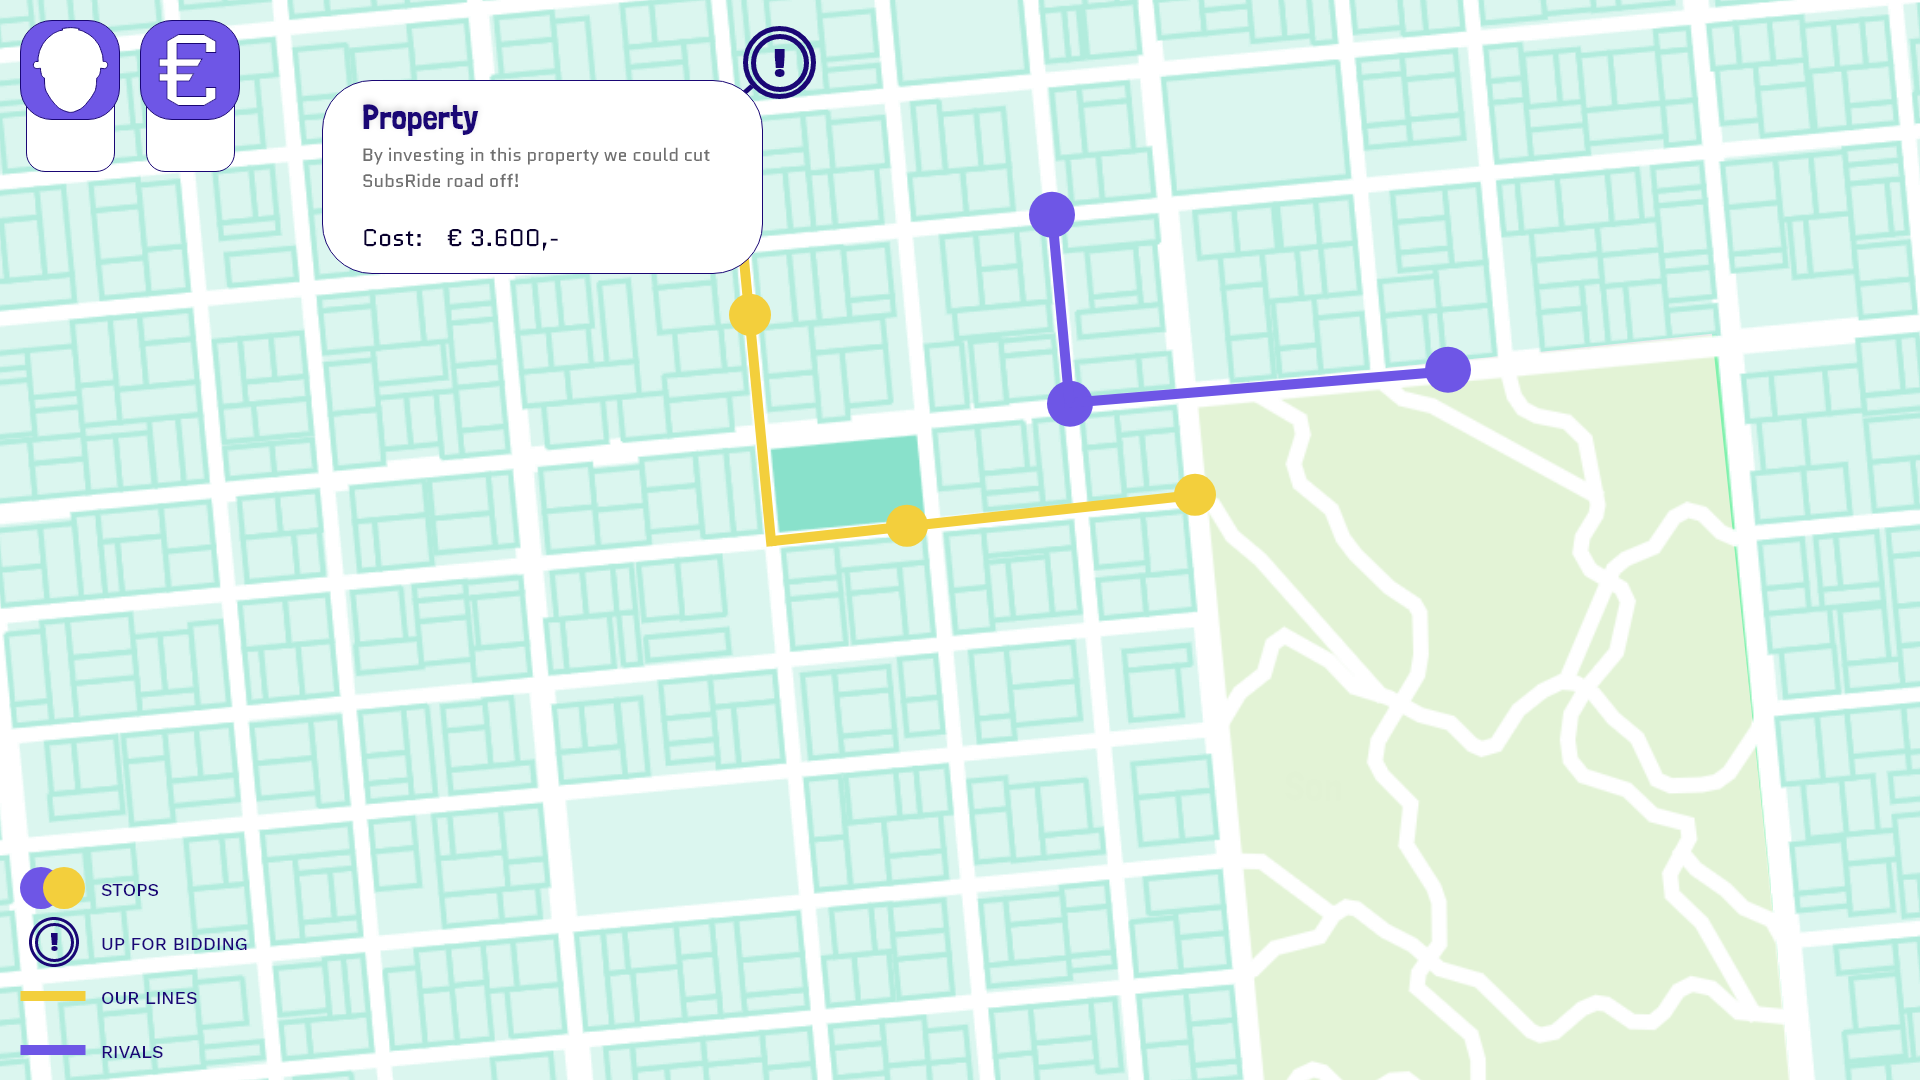 €
!
Property
By investing in this property we could cut
SubsRide road off!
Cost: € 3.600,-
STOPS
! UP FOR BIDDING
OUR LINES
RIVALS